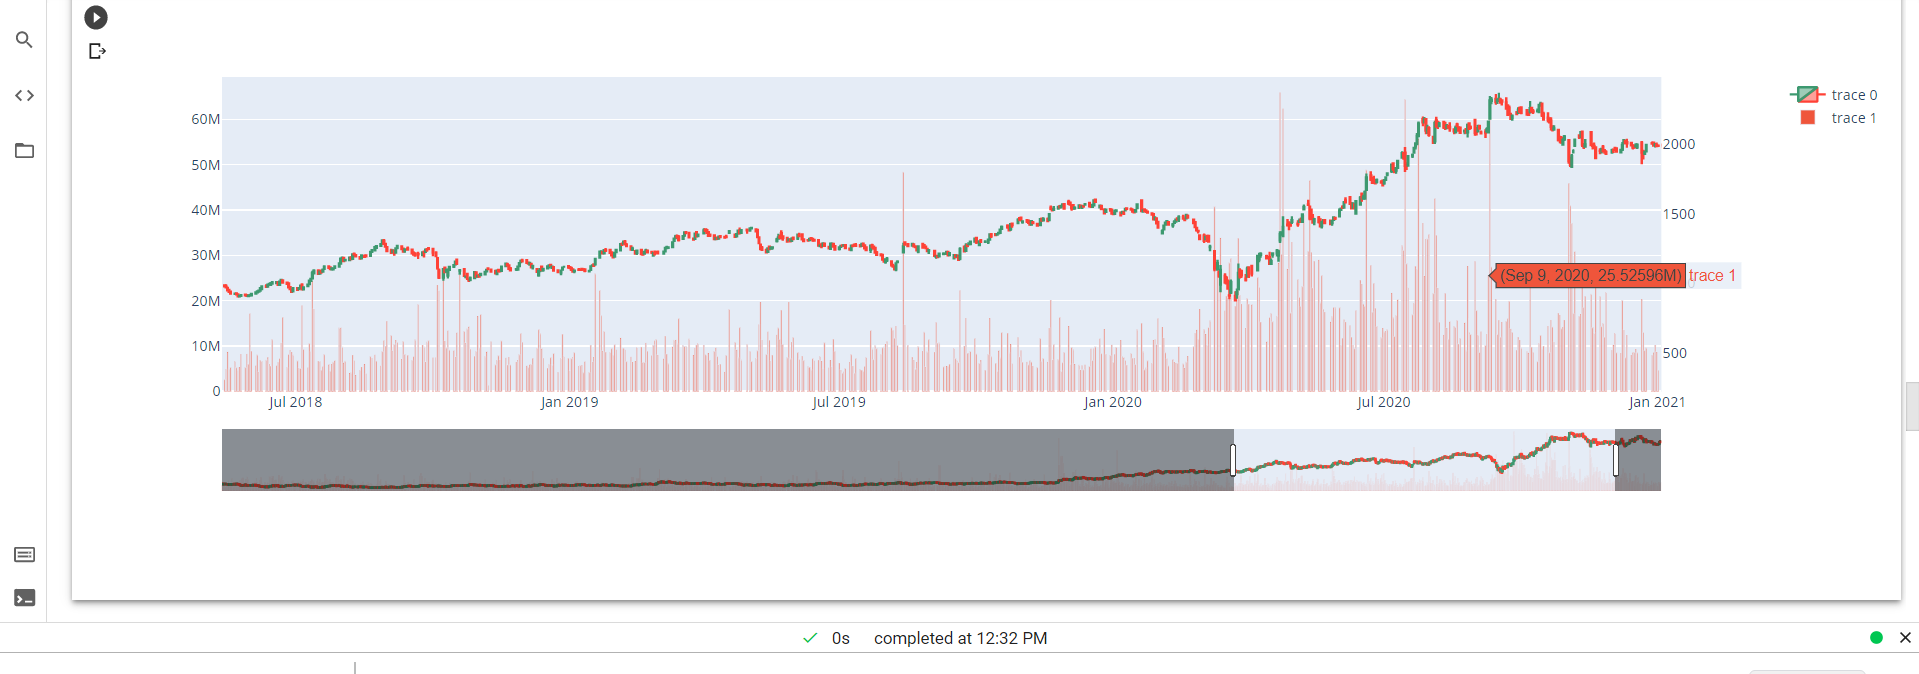 trace 0
trace 1
60M
50M
40M
30M
20M
10M
0
2000
1500
500
(Sep 9, 2020, 25.52596M) trace 1
Jul 2018
Jan 2019
Jul 2019
Jan 2020
Jul 2020
Jan 2021
0s completed at 12:32 PM